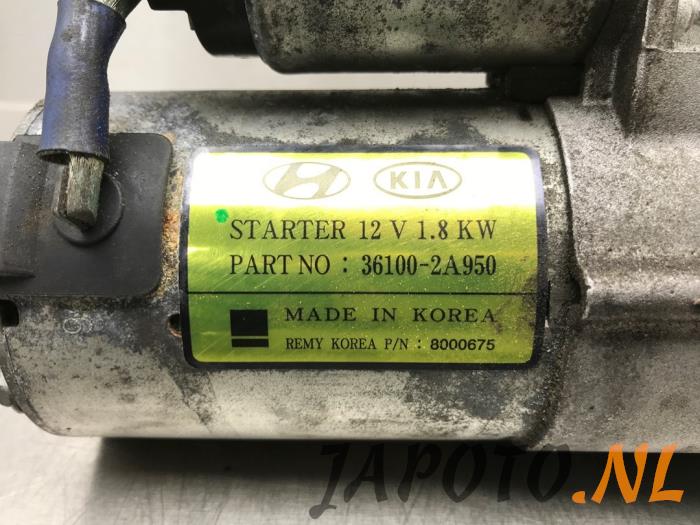 KIA
STARTER 12 V 1.8 KW
PART NO : 36100-2A950
MADE IN KOREA
REMY KOREA P/N : 8000675
JAPOTO.NL